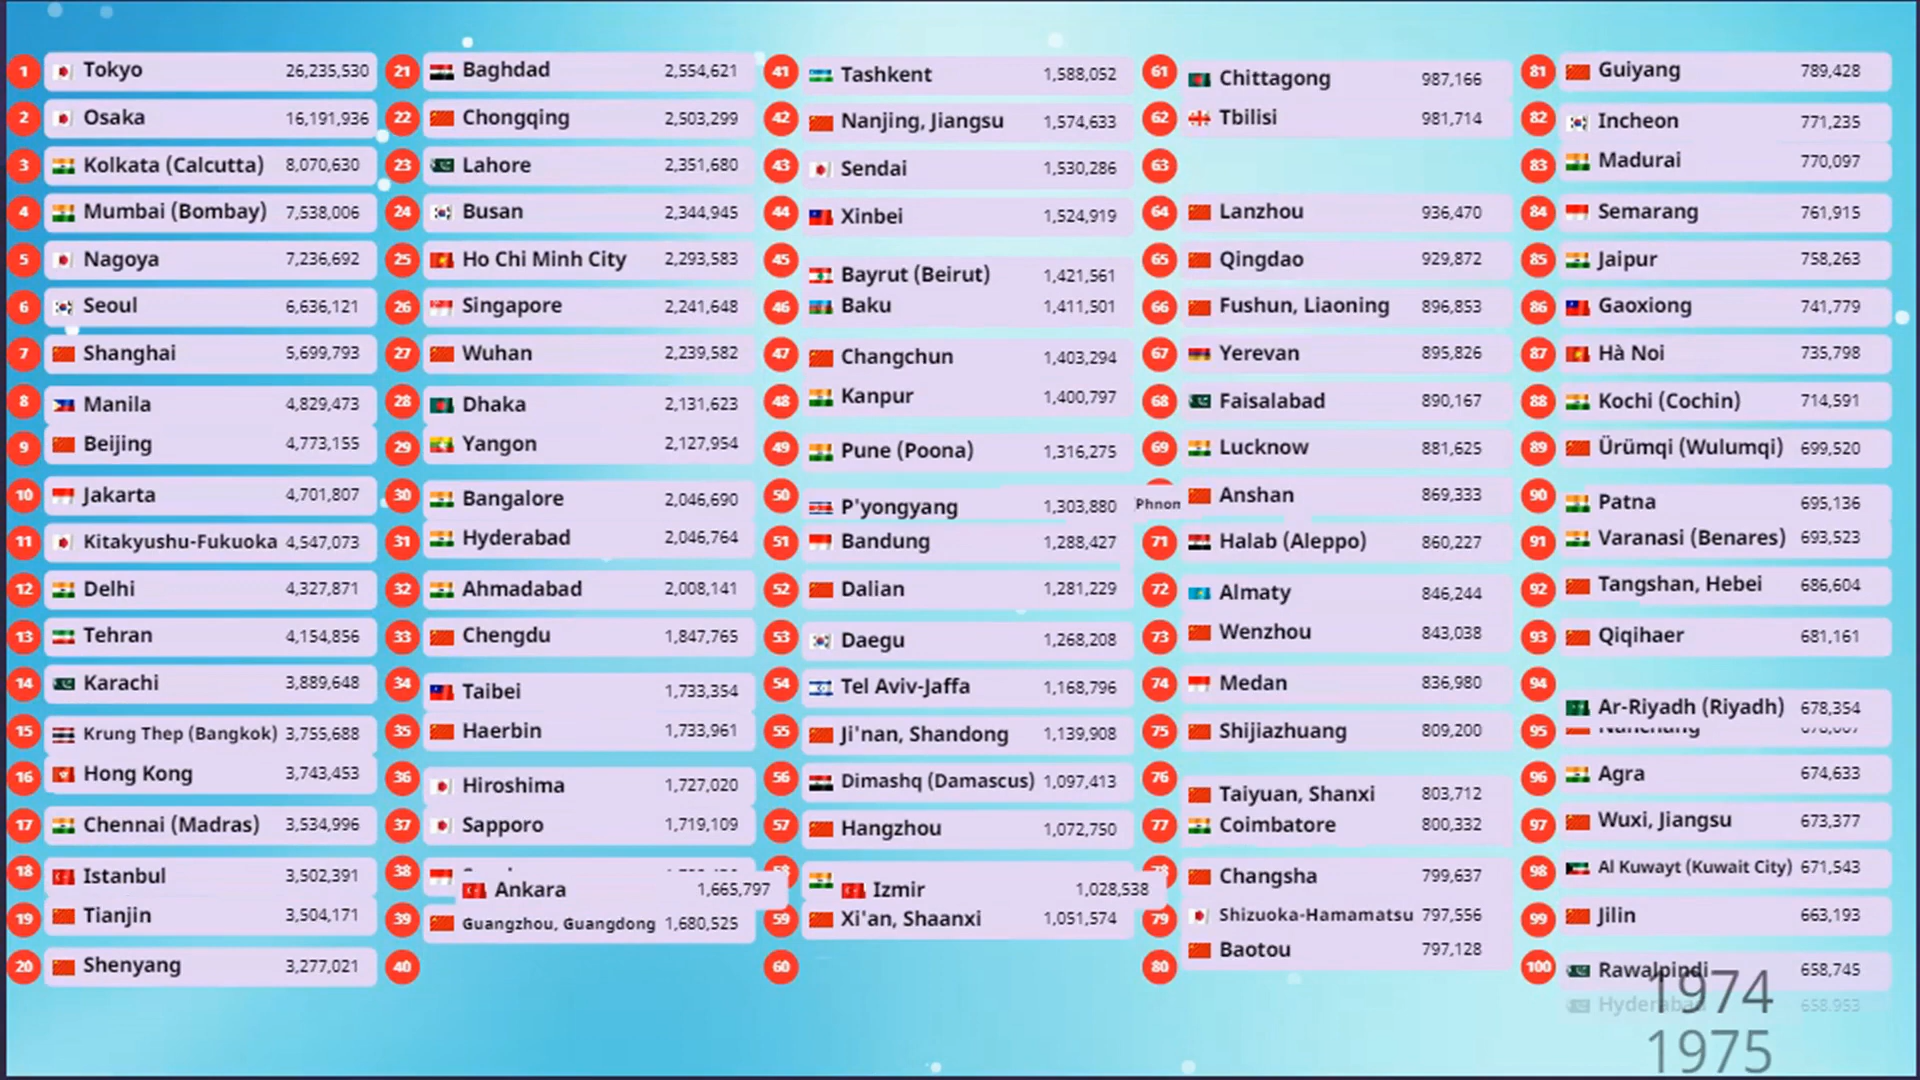 1 Tokyo 26,235,530
2 Osaka 16,191,936
3 Kolkata (Calcutta) 8,070,630
4 Mumbai (Bombay) 7,538,006
5 Nagoya 7,236,692
6 Seoul 6,636,121
7 Shanghai 5,699,793
8 Manila 4,829,473
9 Beijing 4,773,155
10 Jakarta 4,701,807
11 Kitakyushu-Fukuoka 4,547,073
12 Delhi 4,327,871
13 Tehran 4,154,856
14 Karachi 3,889,648
15 Krung Thep (Bangkok) 3,755,688
16 Hong Kong 3,743,453
17 Chennai (Madras) 3,534,996
18 Istanbul 3,502,391
19 Tianjin 3,504,171
20 Shenyang 3,277,021
21 Baghdad 2,554,621
22 Chongqing 2,503,299
23 Lahore 2,351,680
24 Busan 2,344,945
25 Ho Chi Minh City 2,293,583
26 Singapore 2,241,648
27 Wuhan 2,239,582
28 Dhaka 2,131,623
29 Yangon 2,127,954
30 Bangalore 2,046,690
31 Hyderabad 2,046,764
32 Ahmadabad 2,008,141
33 Chengdu 1,847,765
34 Taibei 1,733,354
35 Haerbin 1,733,961
36 Hiroshima 1,727,020
37 Sapporo 1,719,109
38
Ankara 1,665,797
39 Guangzhou, Guangdong 1,680,525
40
41 Tashkent 1,588,052
42 Nanjing, Jiangsu 1,574,633
43 Sendai 1,530,286
44 Xinbei 1,524,919
45 Bayrut (Beirut) 1,421,561
46 Baku 1,411,501
47 Changchun 1,403,294
48 Kanpur 1,400,797
49 Pune (Poona) 1,316,275
50 P'yongyang 1,303,880
51 Bandung 1,288,427
52 Dalian 1,281,229
53 Daegu 1,268,208
54 Tel Aviv-Jaffa 1,168,796
55 Ji'nan, Shandong 1,139,908
56 Dimashq (Damascus) 1,097,413
57 Hangzhou 1,072,750
Izmir 1,028,538
59 Xi'an, Shaanxi 1,051,574
60
61 Chittagong 987,166
62 Tbilisi 981,714
63
64 Lanzhou 936,470
65 Qingdao 929,872
66 Fushun, Liaoning 896,853
67 Yerevan 895,826
68 Faisalabad 890,167
69 Lucknow 881,625
Phnom
Anshan 869,333
71 Halab (Aleppo) 860,227
72 Almaty 846,244
73 Wenzhou 843,038
74 Medan 836,980
75 Shijiazhuang 809,200
76 Taiyuan, Shanxi 803,712
77 Coimbatore 800,332
Changsha 799,637
79 Shizuoka-Hamamatsu 797,556
80 Baotou 797,128
81 Guiyang 789,428
82 Incheon 771,235
83 Madurai 770,097
84 Semarang 761,915
85 Jaipur 758,263
86 Gaoxiong 741,779
87 Hà Noi 735,798
88 Kochi (Cochin) 714,591
89 Ürümqi (Wulumqi) 699,520
90 Patna 695,136
91 Varanasi (Benares) 693,523
92 Tangshan, Hebei 686,604
93 Qiqihaer 681,161
94
Ar-Riyadh (Riyadh) 678,354
95 Nanchang
96 Agra 674,633
97 Wuxi, Jiangsu 673,377
98 Al Kuwayt (Kuwait City) 671,543
99 Jilin 663,193
100 Rawalpindi 658,745
Hyderabad 658,953
1974
1975